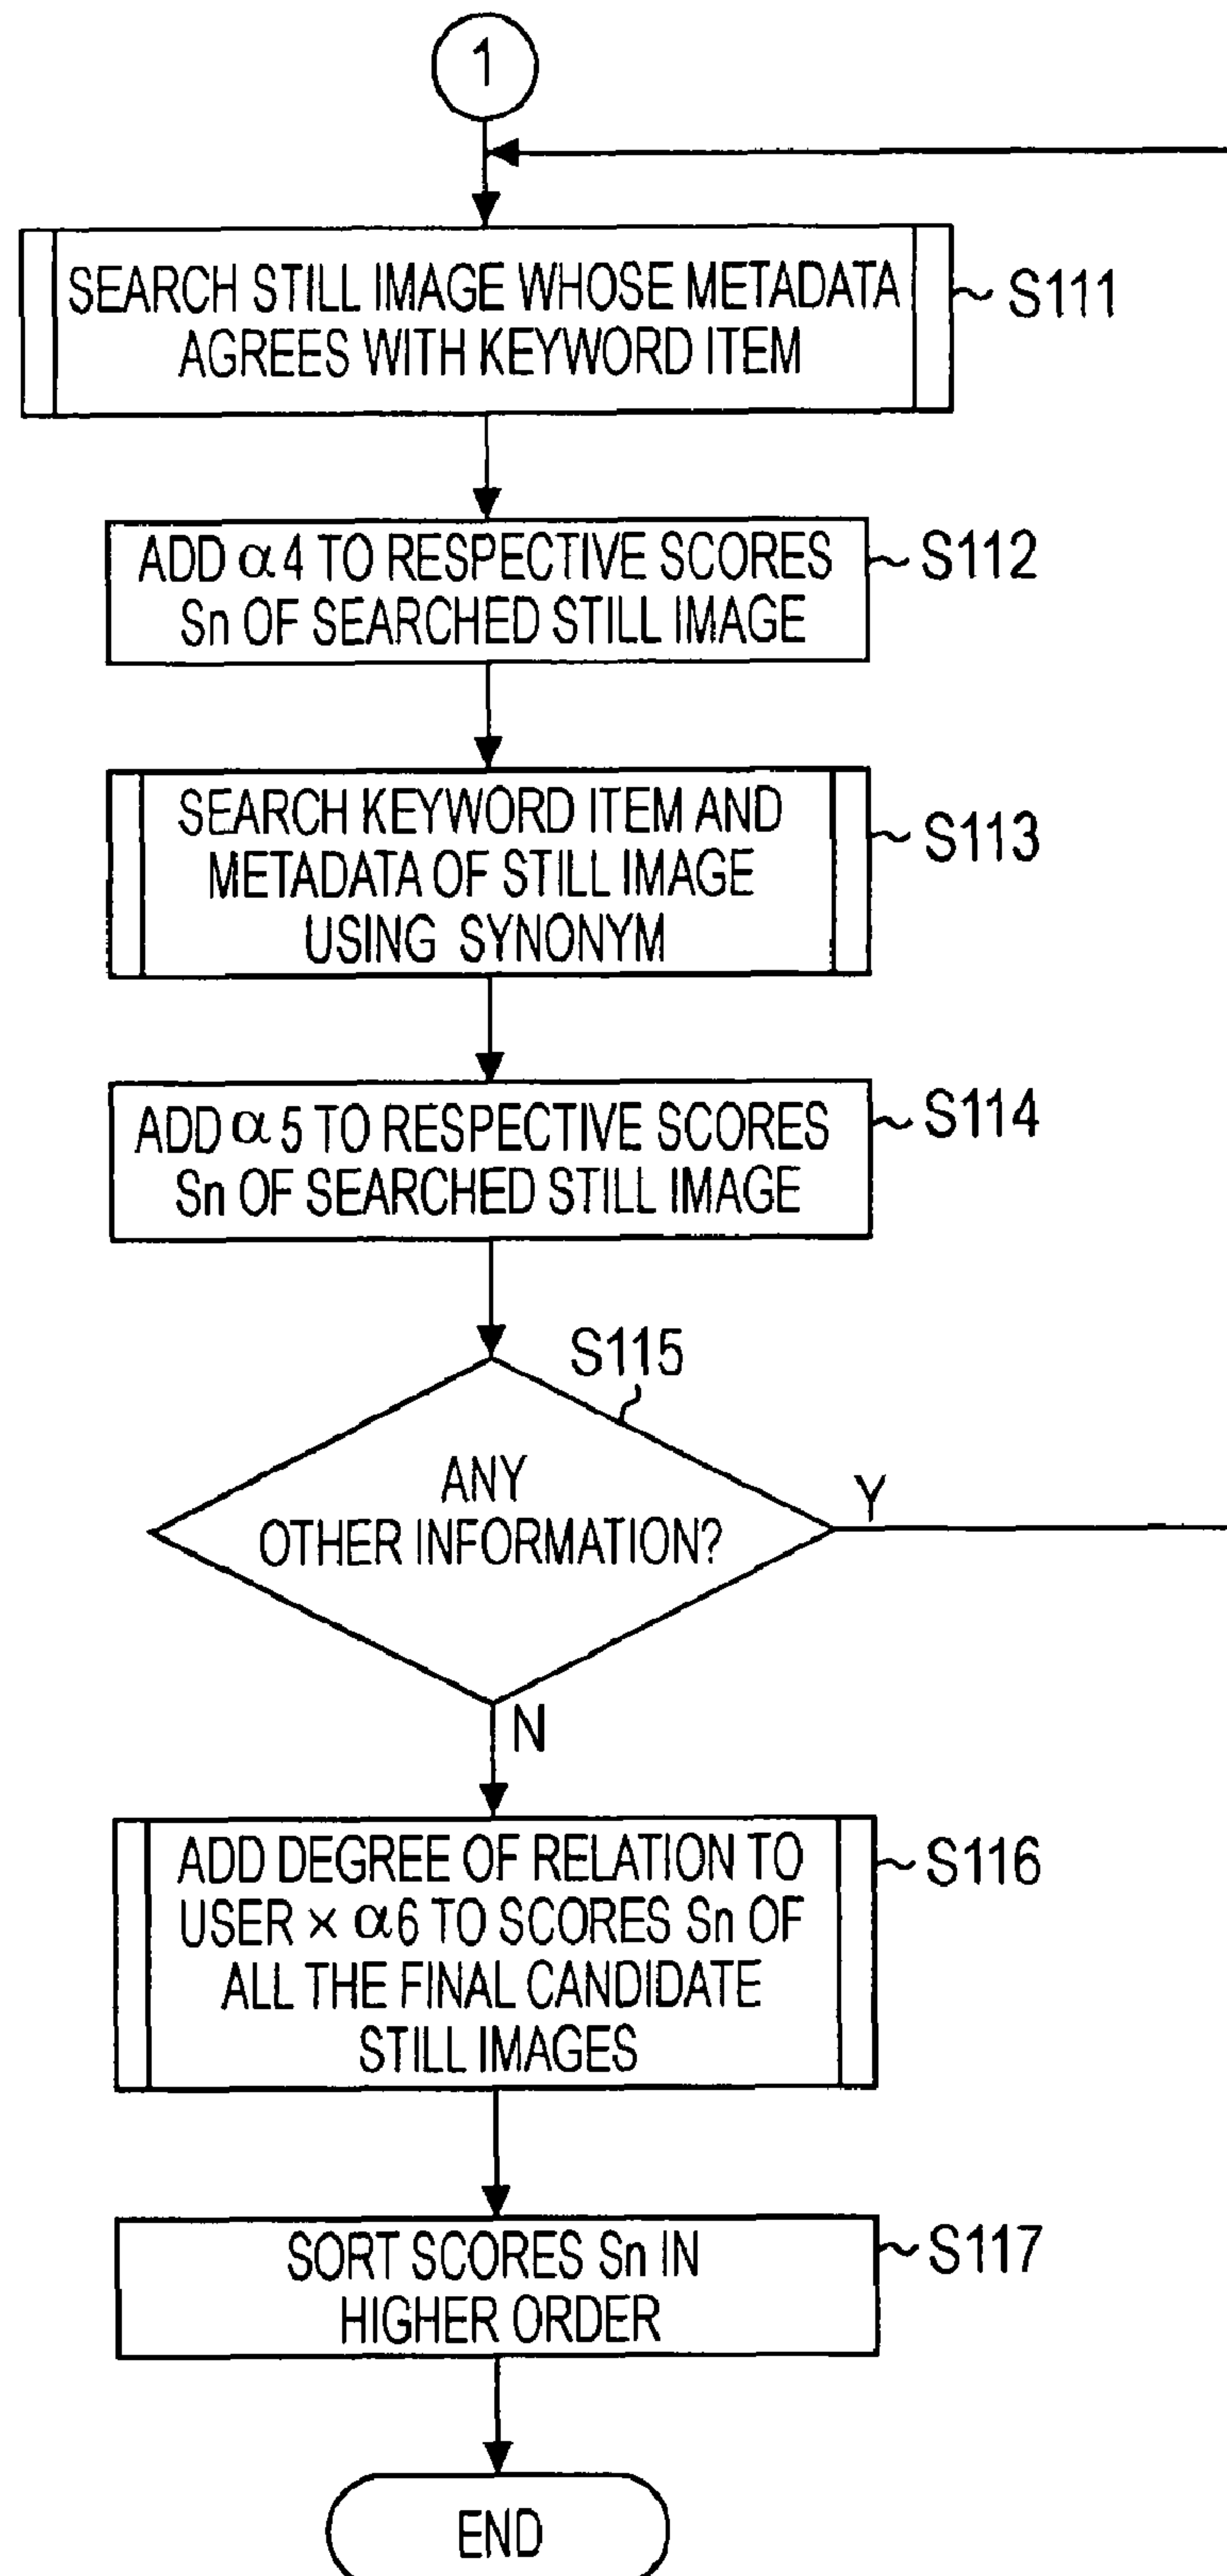 1
SEARCH STILL IMAGE WHOSE METADATA
AGREES WITH KEYWORD ITEM
S111
ADD α4 TO RESPECTIVE SCORES
Sn OF SEARCHED STILL IMAGE
S112
SEARCH KEYWORD ITEM AND
METADATA OF STILL IMAGE
USING SYNONYM
S113
ADD α5 TO RESPECTIVE SCORES
Sn OF SEARCHED STILL IMAGE
S114
S115
ANY
OTHER INFORMATION?
Y
N
ADD DEGREE OF RELATION TO
USER × α6 TO SCORES Sn OF
ALL THE FINAL CANDIDATE
STILL IMAGES
S116
SORT SCORES Sn IN
HIGHER ORDER
S117
END